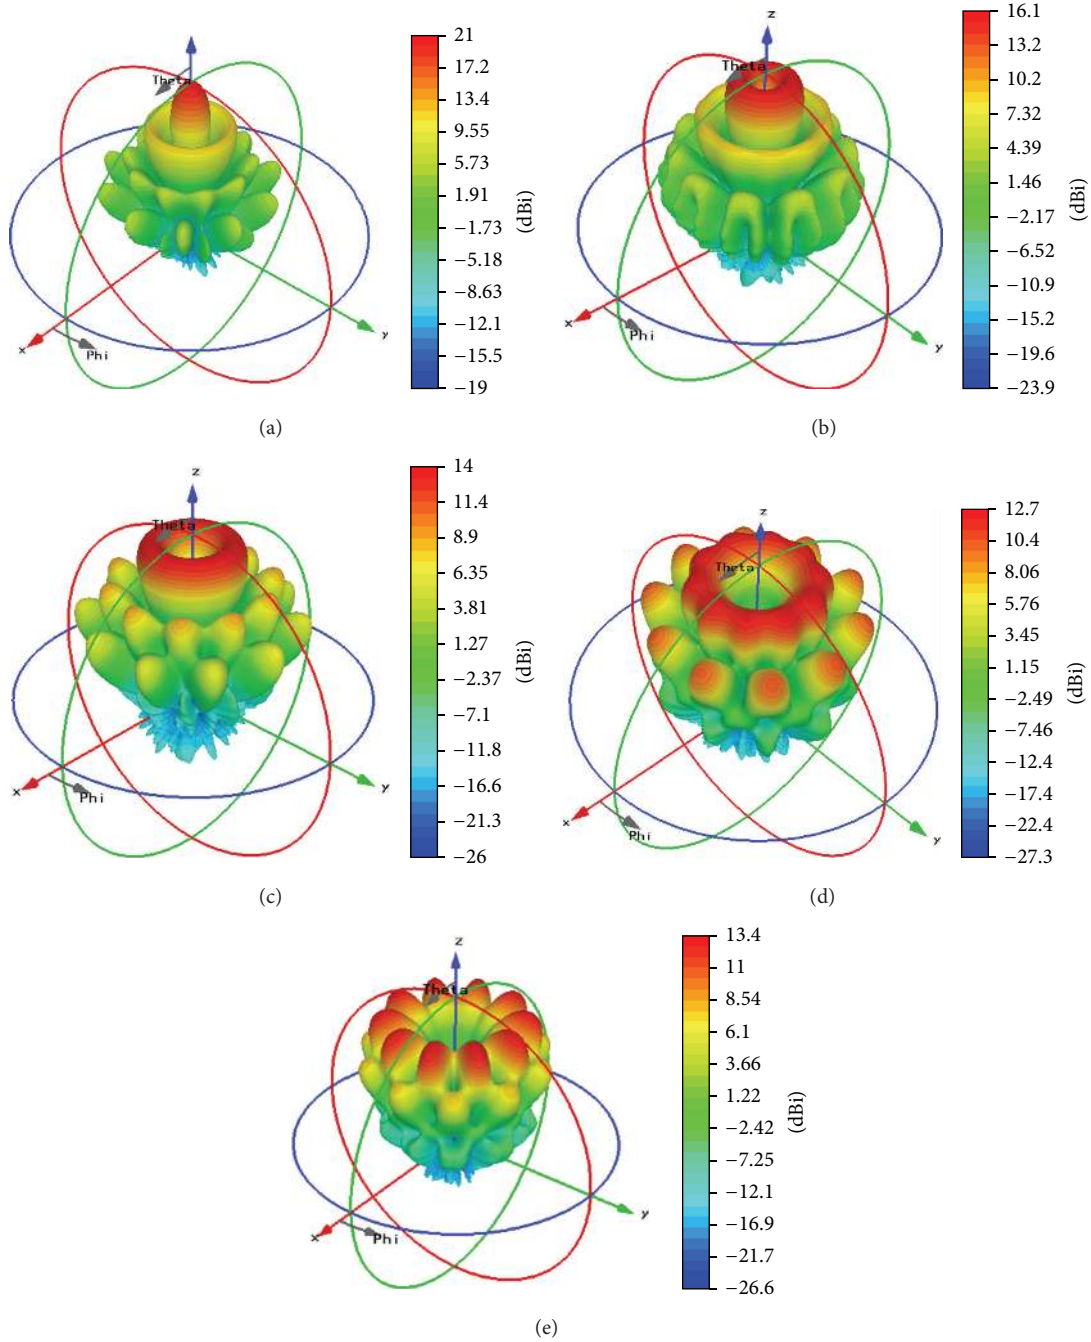 Theta
x
y
Phi
21
17.2
13.4
9.55
5.73
1.91
−1.73
−5.18
−8.63
−12.1
−15.5
−19
(dBi)
(a)
z
Theta
x
y
Phi
16.1
13.2
10.2
7.32
4.39
1.46
−2.17
−6.52
−10.9
−15.2
−19.6
−23.9
(dBi)
(b)
z
Theta
x
y
Phi
14
11.4
8.9
6.35
3.81
1.27
−2.37
−7.1
−11.8
−16.6
−21.3
−26
(dBi)
(c)
z
Theta
x
y
Phi
12.7
10.4
8.06
5.76
3.45
1.15
−2.49
−7.46
−12.4
−17.4
−22.4
−27.3
(dBi)
(d)
z
Theta
x
y
Phi
13.4
11
8.54
6.1
3.66
1.22
−2.42
−7.25
−12.1
−16.9
−21.7
−26.6
(dBi)
(e)